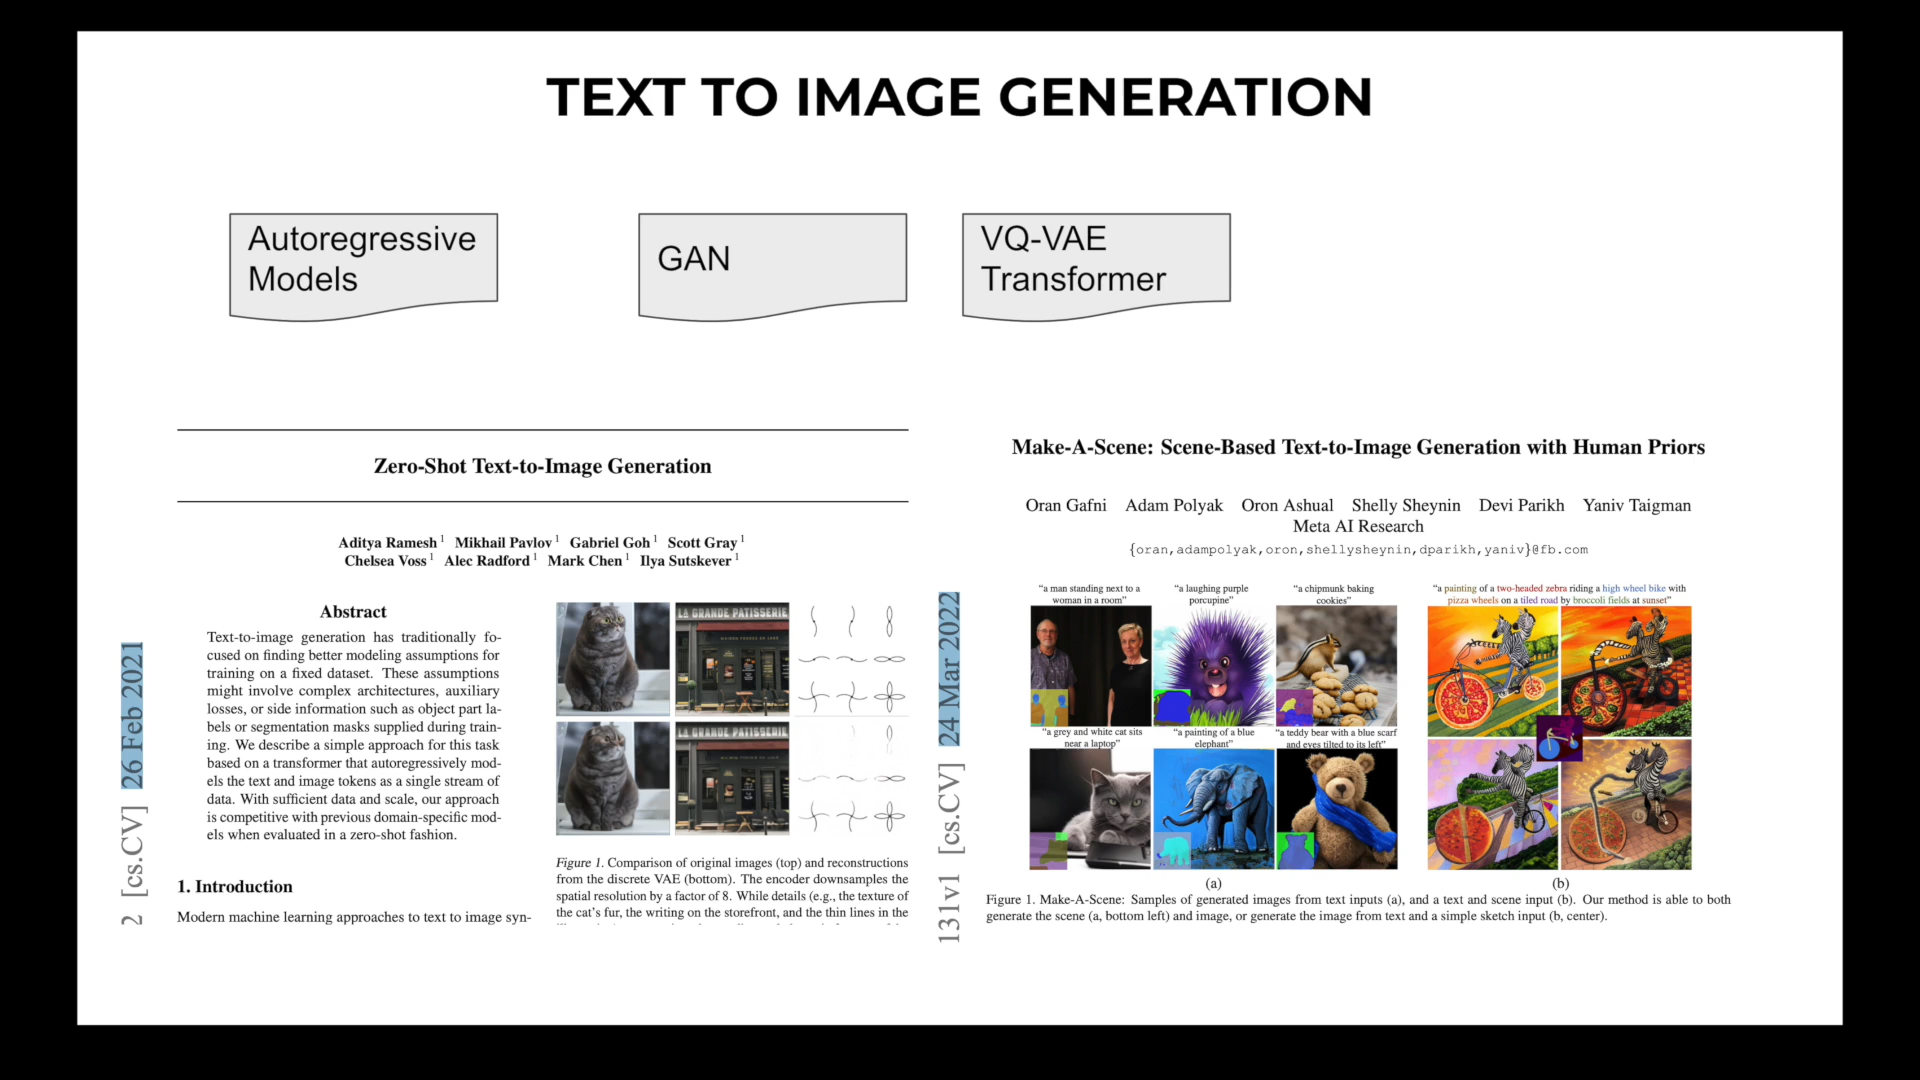 TEXT TO IMAGE GENERATION
Autoregressive
Models
GAN
VQ-VAE
Transformer
Zero-Shot Text-to-Image Generation
Aditya Ramesh 1 Mikhail Pavlov 1 Gabriel Goh 1 Scott Gray 1
Chelsea Voss 1 Alec Radford 1 Mark Chen 1 Ilya Sutskever 1
Abstract
Text-to-image generation has traditionally fo-
cused on finding better modeling assumptions for
training on a fixed dataset. These assumptions
might involve complex architectures, auxiliary
losses, or side information such as object part la-
bels or segmentation masks supplied during train-
ing. We describe a simple approach for this task
based on a transformer that autoregressively mod-
els the text and image tokens as a single stream of
data. With sufficient data and scale, our approach
is competitive with previous domain-specific mod-
els when evaluated in a zero-shot fashion.
1. Introduction
Modern machine learning approaches to text to image syn-
2 [cs.CV] 26 Feb 2021
LA GRANDE PATISSERIE
LA GRANDE PATISSERIE
Figure 1. Comparison of original images (top) and reconstructions
from the discrete VAE (bottom). The encoder downsamples the
spatial resolution by a factor of 8. While details (e.g., the texture of
the cat's fur, the writing on the storefront, and the thin lines in the
Make-A-Scene: Scene-Based Text-to-Image Generation with Human Priors
Oran Gafni Adam Polyak Oron Ashual Shelly Sheynin Devi Parikh Yaniv Taigman
Meta AI Research
{oran,adampolyak,oron,shellysheynin,dparikh,yaniv}@fb.com
131v1 [cs.CV] 24 Mar 2022
"a man standing next to a
woman in a room"
"a laughing purple
porcupine"
"a chipmunk baking
cookies"
"a painting of a two-headed zebra riding a high wheel bike with
pizza wheels on a tiled road by broccoli fields at sunset"
"a grey and white cat sits
near a laptop"
"a painting of a blue
elephant"
"a teddy bear with a blue scarf
and eyes tilted to its left"
(a)
(b)
Figure 1. Make-A-Scene: Samples of generated images from text inputs (a), and a text and scene input (b). Our method is able to both
generate the scene (a, bottom left) and image, or generate the image from text and a simple sketch input (b, center).